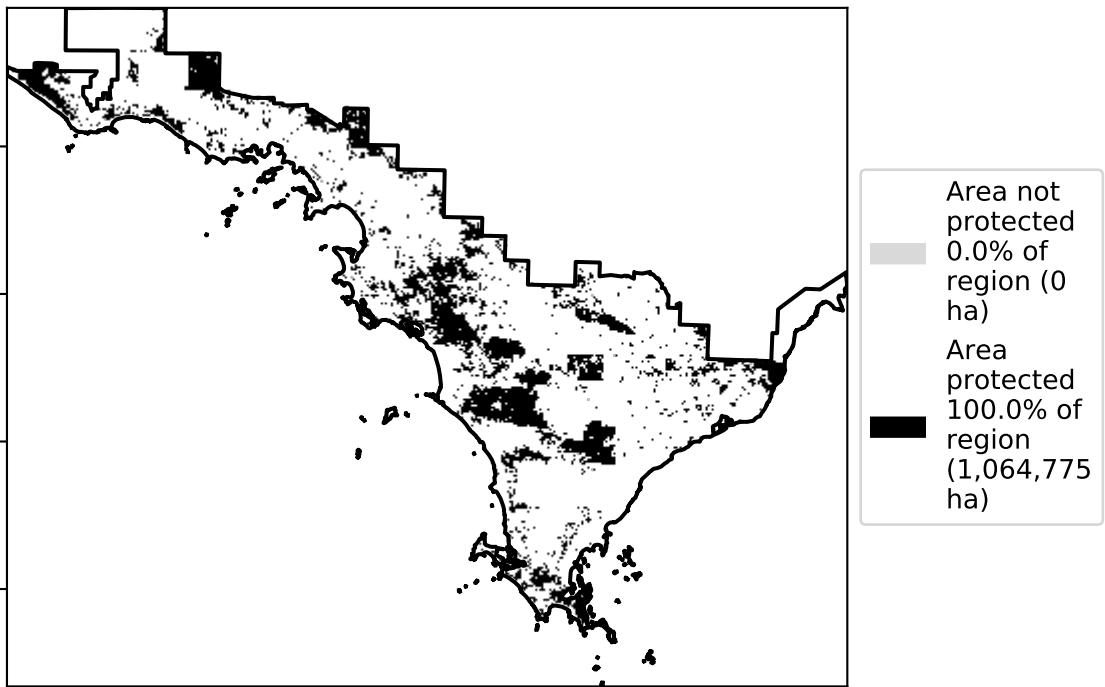 Area not
protected
0.0% of
region (0
ha)
Area
protected
100.0% of
region
(1,064,775
ha)